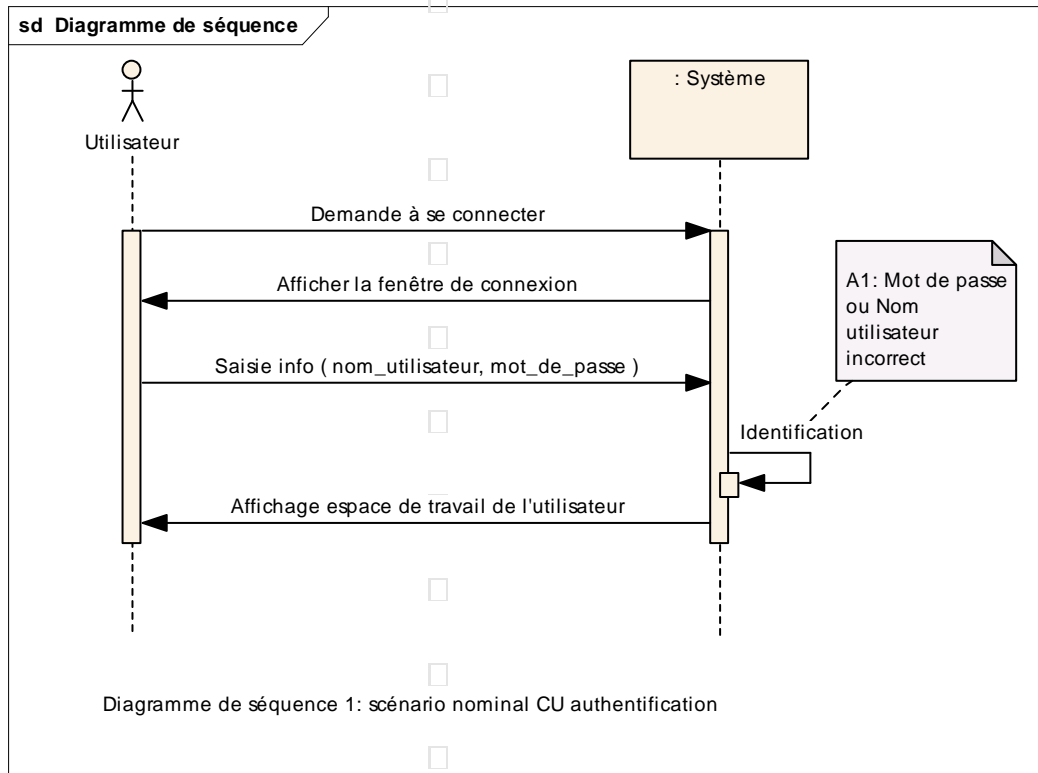 sd Diagramme de séquence
Utilisateur
: Système
Demande à se connecter
Afficher la fenêtre de connexion
A1: Mot de passe
ou Nom
utilisateur
incorrect
Saisie info ( nom_utilisateur, mot_de_passe )
Identification
Affichage espace de travail de l'utilisateur
Diagramme de séquence 1: scénario nominal CU authentification